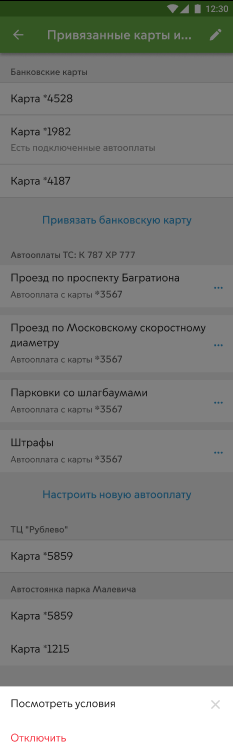 12:30
Привязанные карты и...
Банковские карты
Карта *4528
Карта *1982
Есть подключенные автооплаты
Карта *4187
Привязать банковскую карту
Автооплаты ТС: К 787 ХР 777
Проезд по проспекту Багратиона
Автооплата с карты *3567
Проезд по Московскому скоростному
диаметру
Автооплата с карты *3567
Парковки со шлагбаумами
Автооплата с карты *3567
Штрафы
Автооплата с карты *3567
Настроить новую автооплату
ТЦ "Рублево"
Карта *5859
Автостоянка парка Малевича
Карта *5859
Карта *1215
Посмотреть условия
Отключить